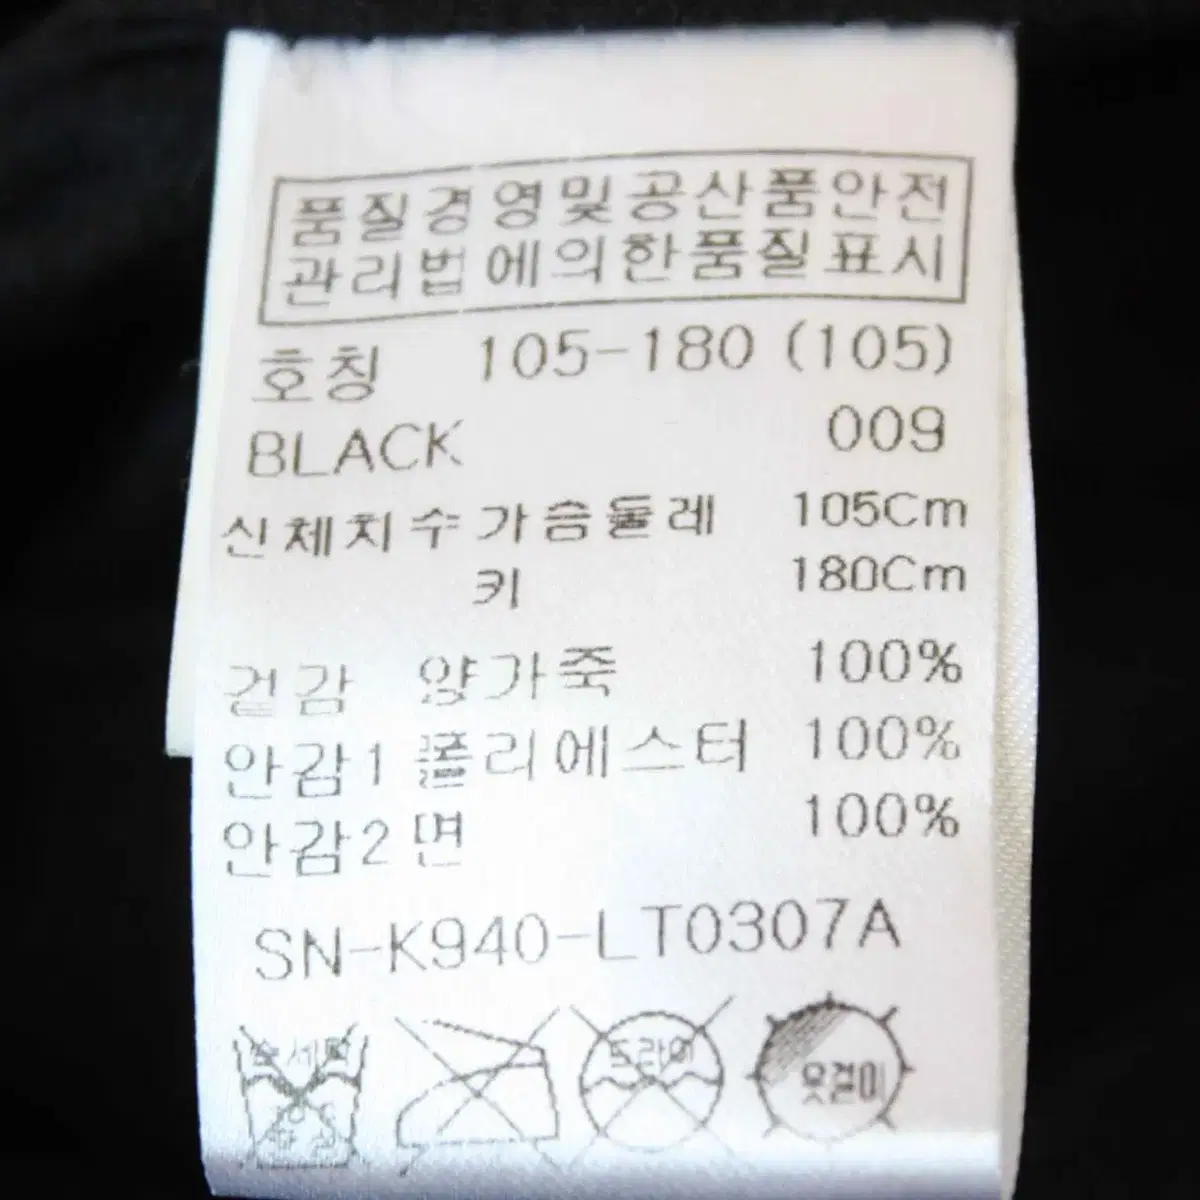 품질경영및공산품안전
관리법에의한품질표시
호칭 105-180 (105)
BLACK 009
신체치수 가슴둘레 105Cm
키 180Cm
겉감 양가죽 100%
안감1 폴리에스터 100%
안감2 면 100%
SN-K940-LT0307A
손세탁 드라이 옷걸이